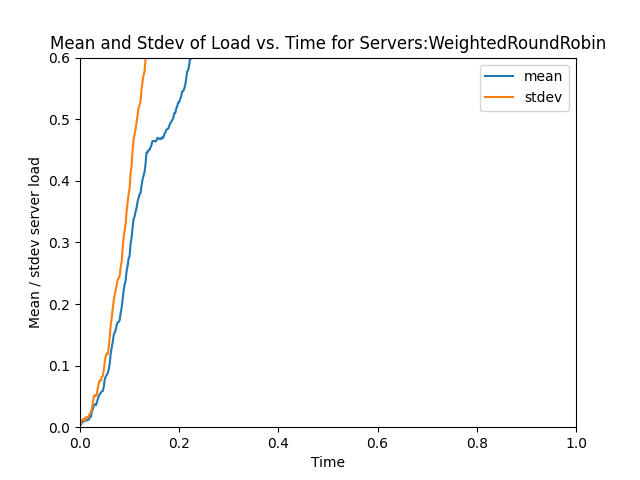 Mean and Stdev of Load vs. Time for Servers:WeightedRoundRobin
mean
stdev
Mean / stdev server load
0.6
0.5
0.4
0.3
0.2
0.1
0.0
0.0 0.2 0.4 0.6 0.8 1.0
Time